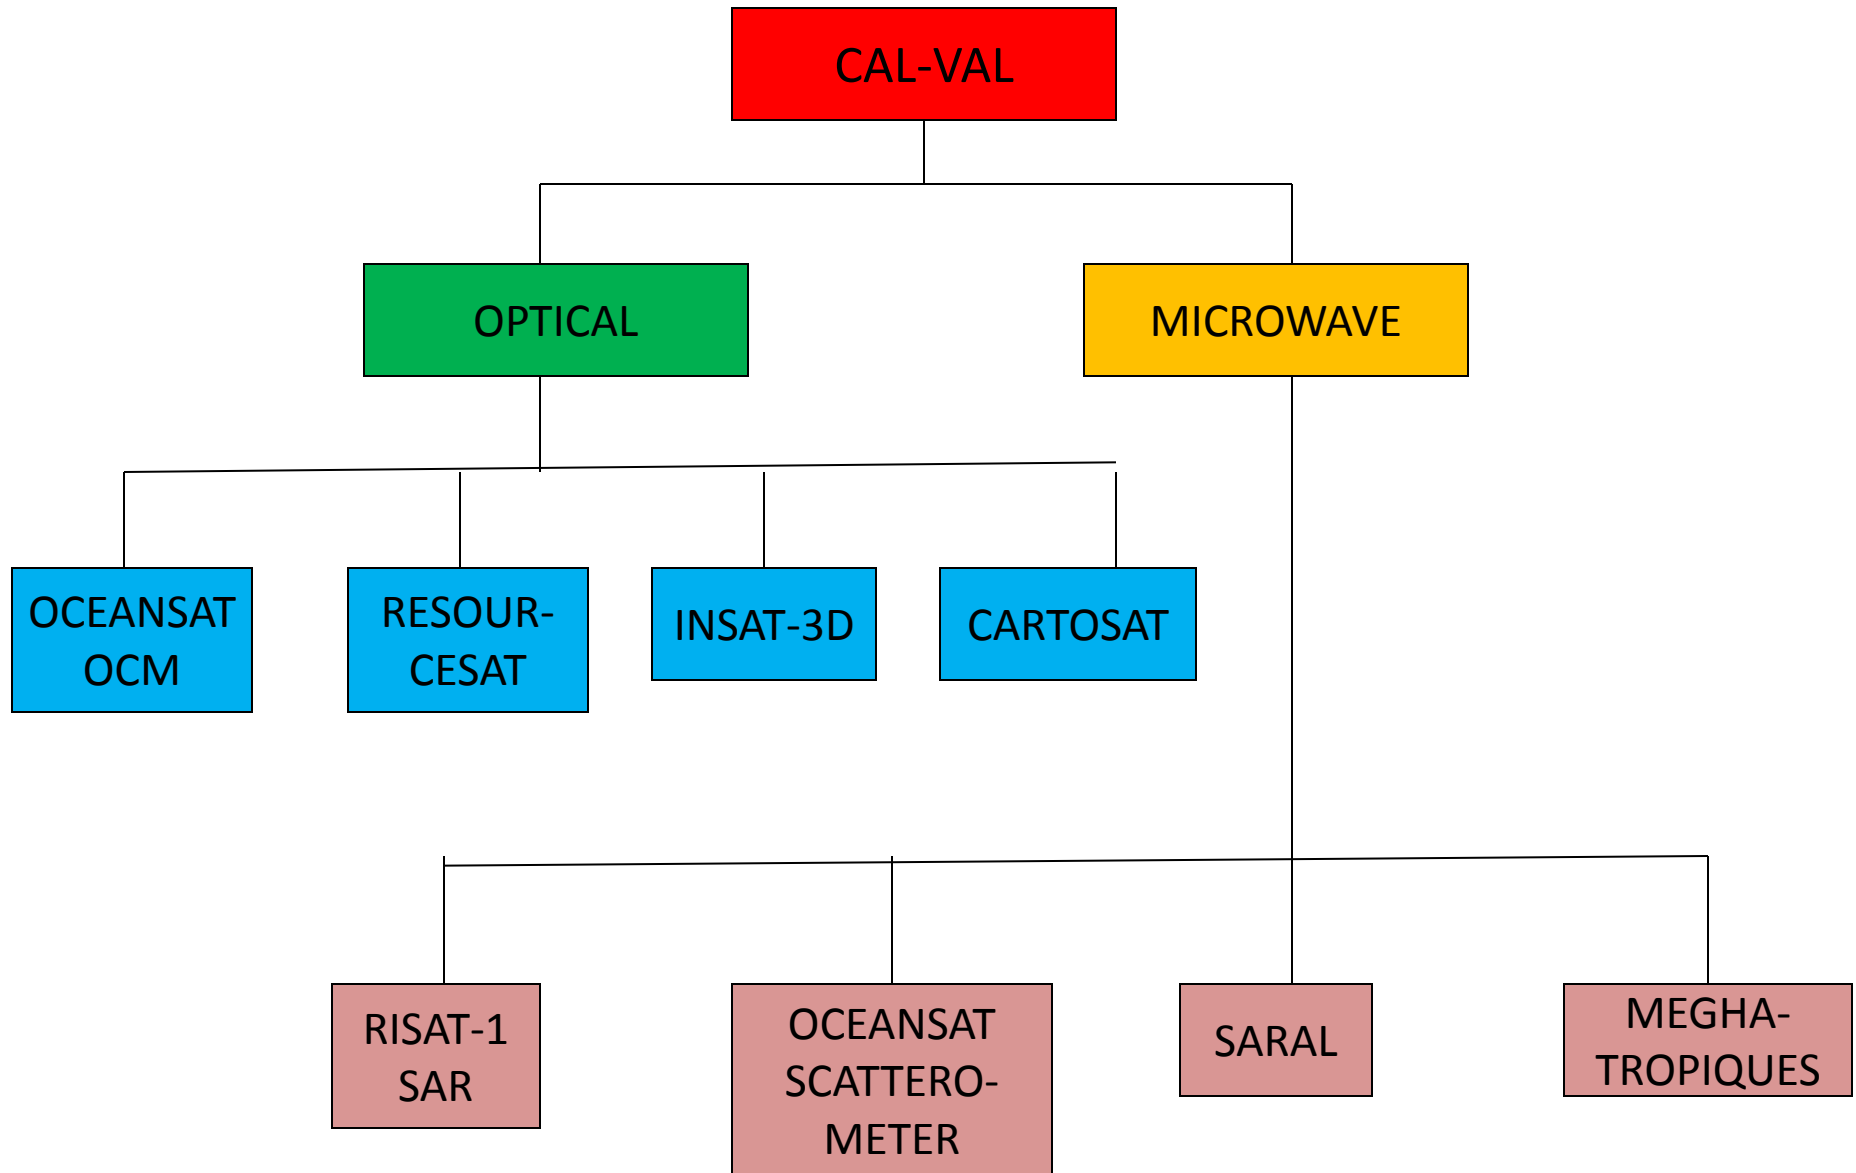 CAL-VAL
OPTICAL
MICROWAVE
OCEANSAT
OCM
RESOUR-
CESAT
INSAT-3D
CARTOSAT
RISAT-1
SAR
OCEANSAT
SCATTERO-
METER
SARAL
MEGHA-
TROPIQUES